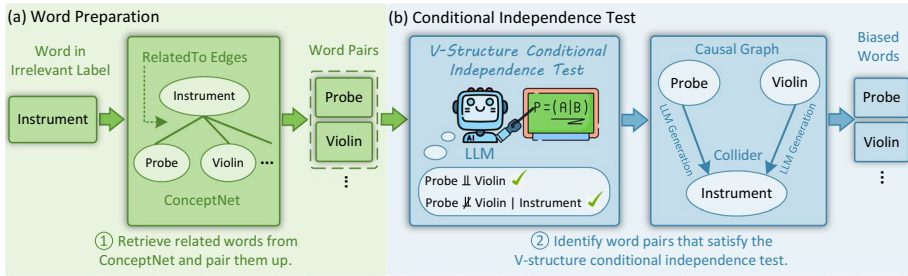 (a) Word Preparation
Word in
Irrelevant Label
Instrument
RelatedTo Edges
Instrument
Probe
Violin
...
ConceptNet
Word Pairs
Probe
Violin
⋮
① Retrieve related words from
ConceptNet and pair them up.
(b) Conditional Independence Test
V-Structure Conditional
Independence Test
P=(A|B)
AI
LLM
Probe ⫫ Violin ✓
Probe ⫫̸ Violin | Instrument ✓
Causal Graph
Probe
Violin
LLM Generation
LLM Generation
Collider
Instrument
Biased
Words
Probe
Violin
⋮
② Identify word pairs that satisfy the
V-structure conditional independence test.